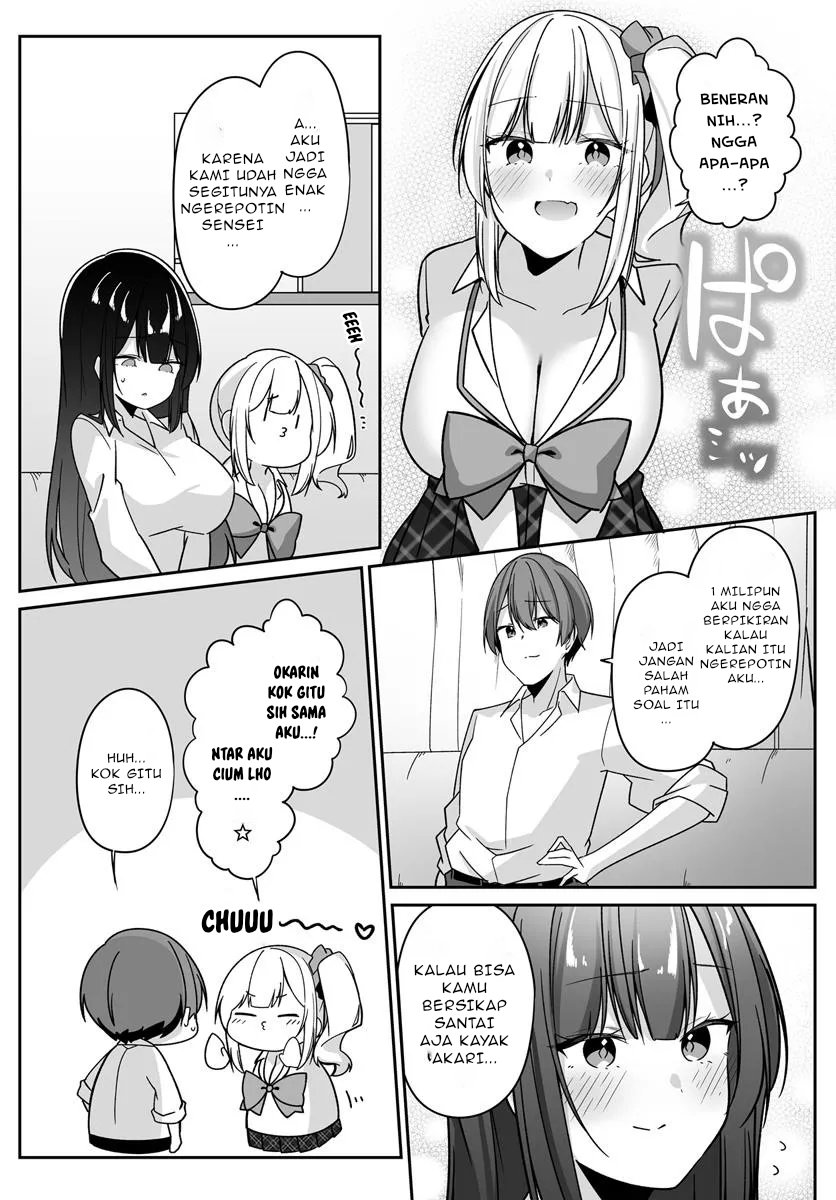 BENERAN
NIH...?
NGGA
APA-APA
...?
ぱぁ...
A...
AKU
JADI
NGGA
ENAK
...
KARENA
KAMI UDAH
SEGITUNYA
NGEREPOTIN
SENSEI
...
EEEH
1 MILIPUN
AKU NGGA
BERPIKIRAN
KALAU
KALIAN ITU
NGEREPOTIN
AKU...
JADI
JANGAN
SALAH
PAHAM
SOAL ITU
...
OKARIN
KOK GITU
SIH SAMA
AKU...!
NTAR AKU
CIUM LHO
....
☆
HUH...
KOK GITU
SIH...
CHUUU
KALAU BISA
KAMU
BERSIKAP
SANTAI
AJA KAYAK
AKARI...